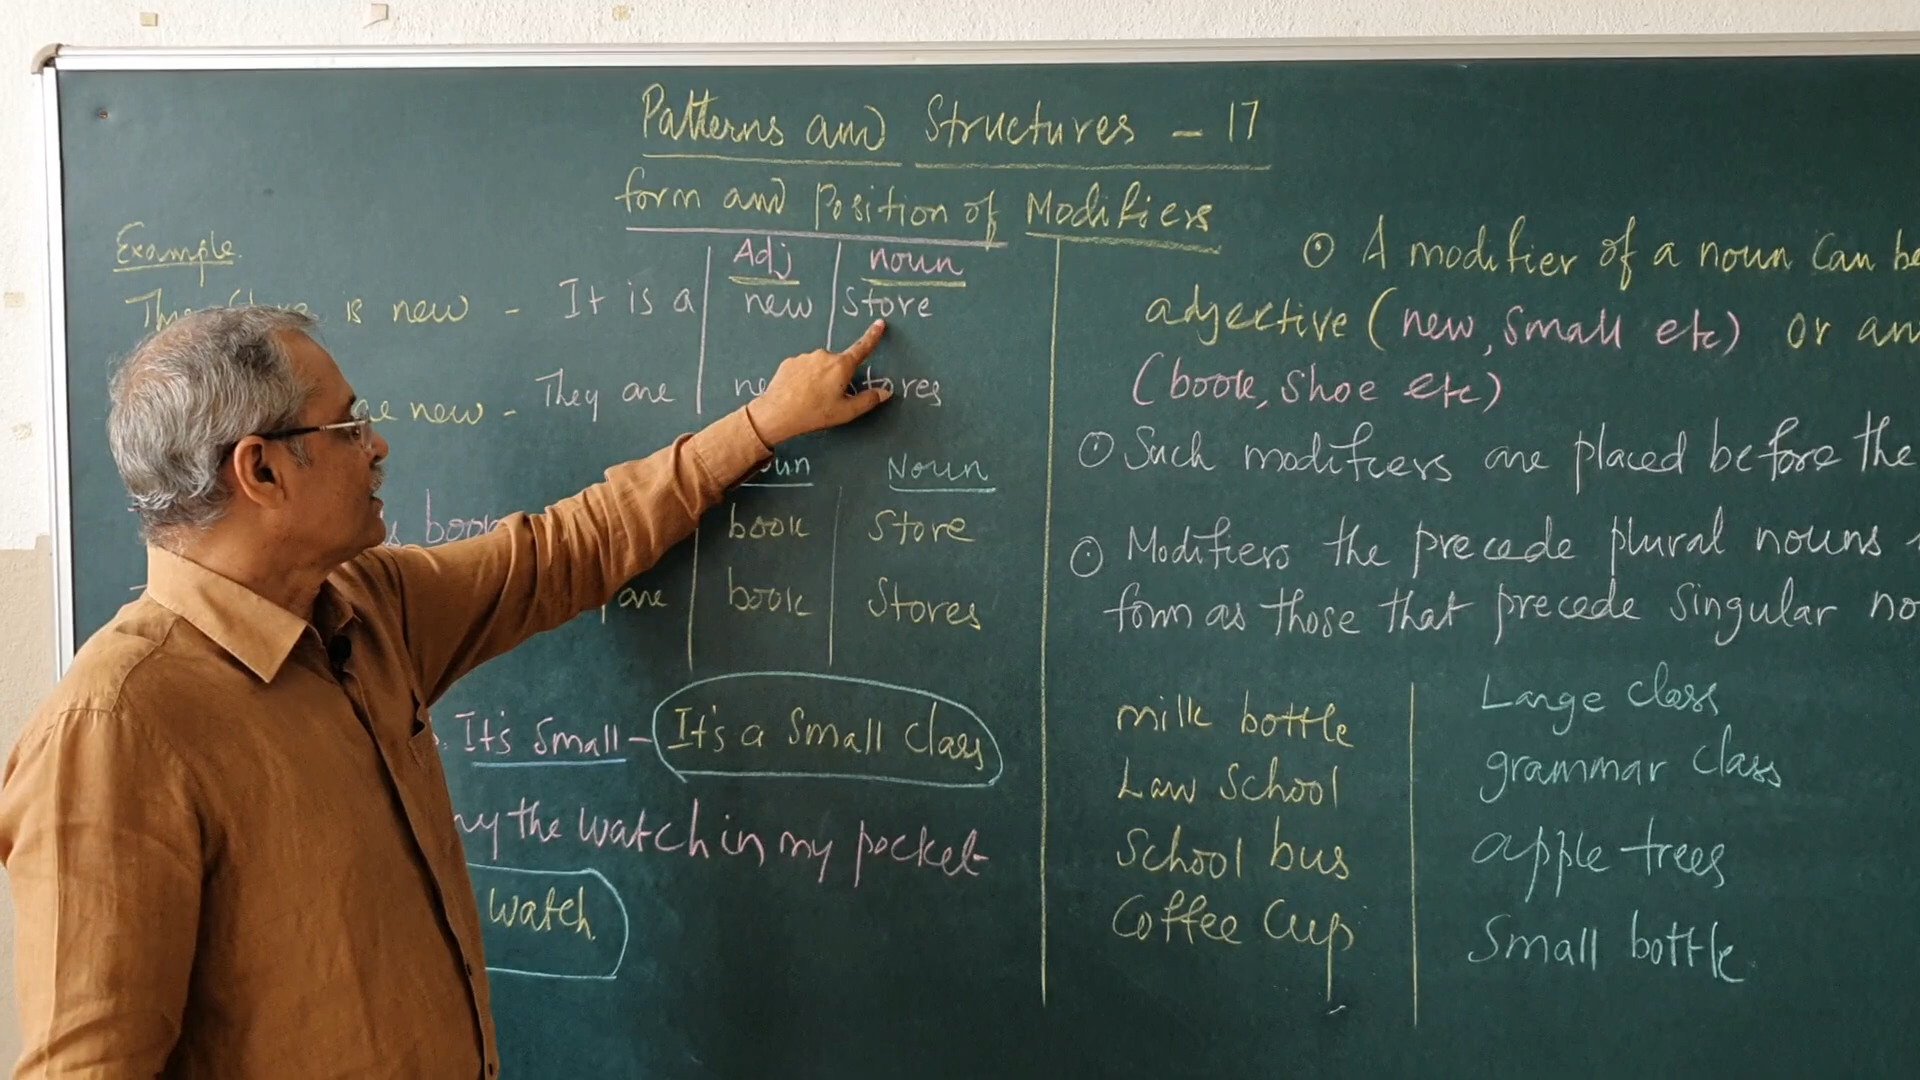 Patterns and Structures - 17
form and Position of Modifiers
Example.
Adj noun
is new - It is a new Store
new - They are Stores
Noun
book book Store
are book Stores
It's Small - It's a Small Class
the watch in my pocket
watch.
⊙ A modifier of a noun can be
adjective (new, Small etc) or an
(book, Shoe etc)
⊙ Such modifiers are placed before the
⊙ Modifiers the precede plural nouns
form as those that precede singular
milk bottle
Law School
School bus
Coffee Cup
Large class
grammar class
apple trees
Small bottle